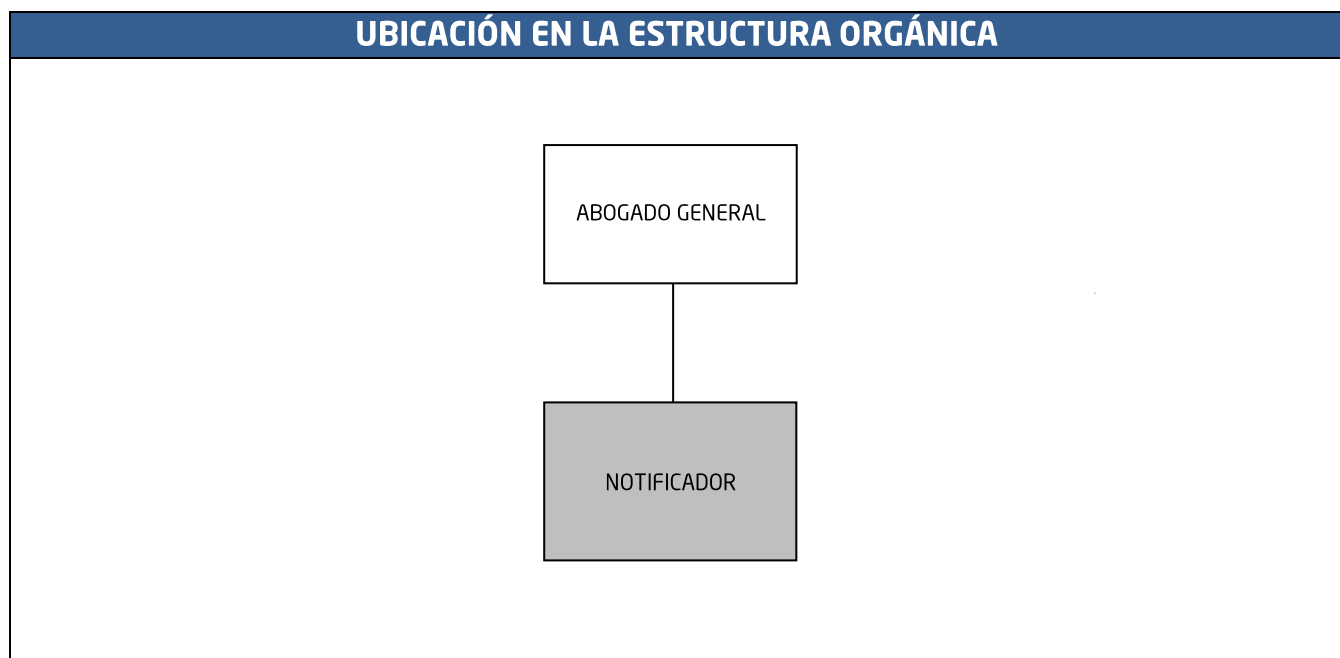 UBICACIÓN EN LA ESTRUCTURA ORGÁNICA
ABOGADO GENERAL
NOTIFICADOR